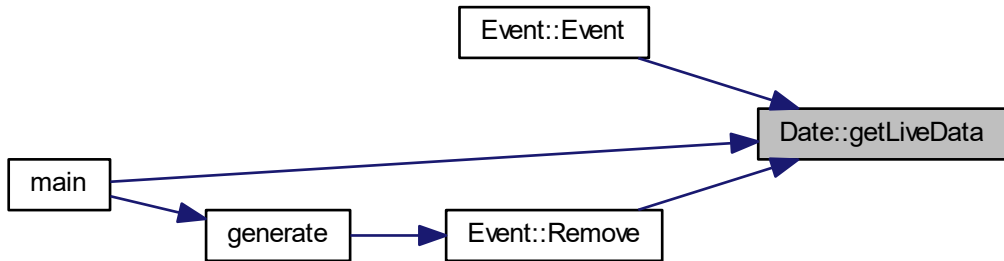 Event::Event
Date::getLiveData
main
generate
Event::Remove